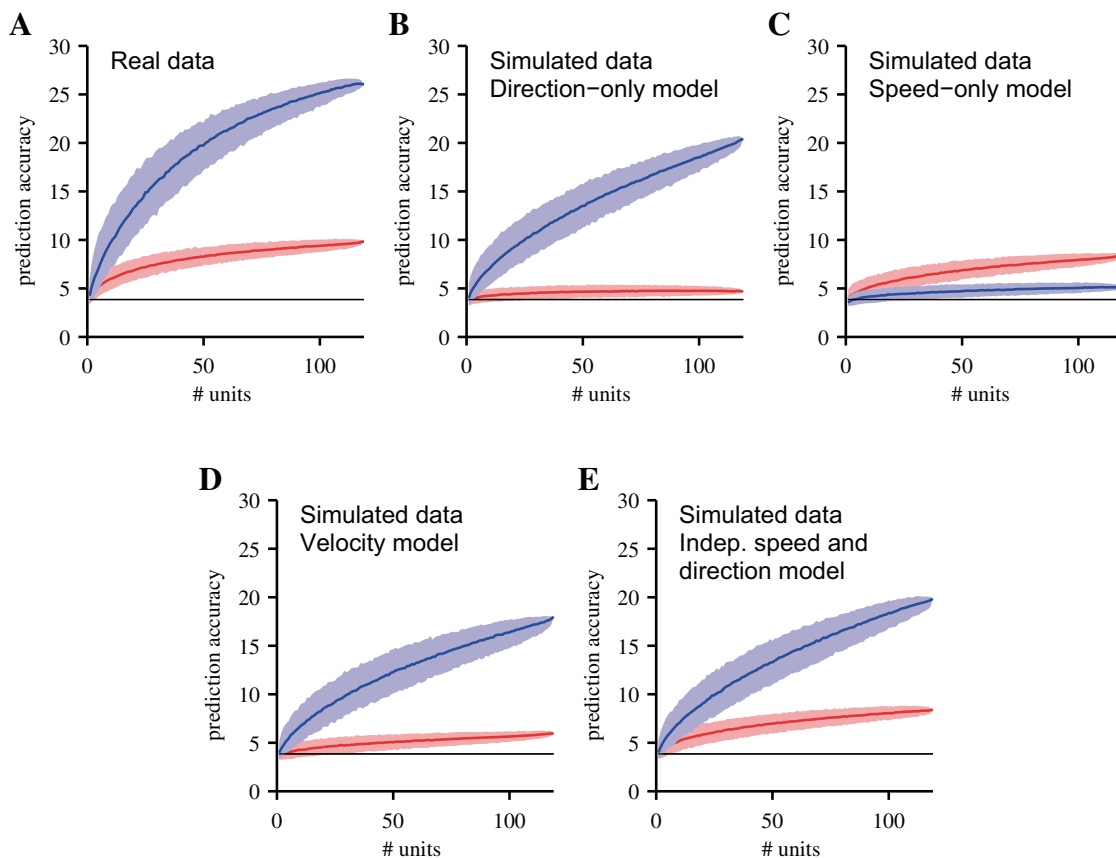 A
Real data
30
25
20
15
10
5
0
prediction accuracy
0 50 100
# units
B
Simulated data
Direction−only model
30
25
20
15
10
5
0
prediction accuracy
0 50 100
# units
C
Simulated data
Speed−only model
30
25
20
15
10
5
0
prediction accuracy
0 50 100
# units
D
Simulated data
Velocity model
30
25
20
15
10
5
0
prediction accuracy
0 50 100
# units
E
Simulated data
Indep. speed and
direction model
30
25
20
15
10
5
0
prediction accuracy
0 50 100
# units